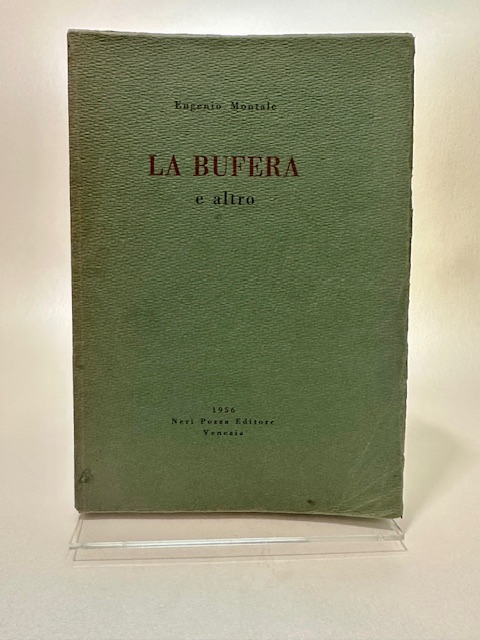 Eugenio Montale
LA BUFERA
e altro
1956
Neri Pozza Editore
Venezia